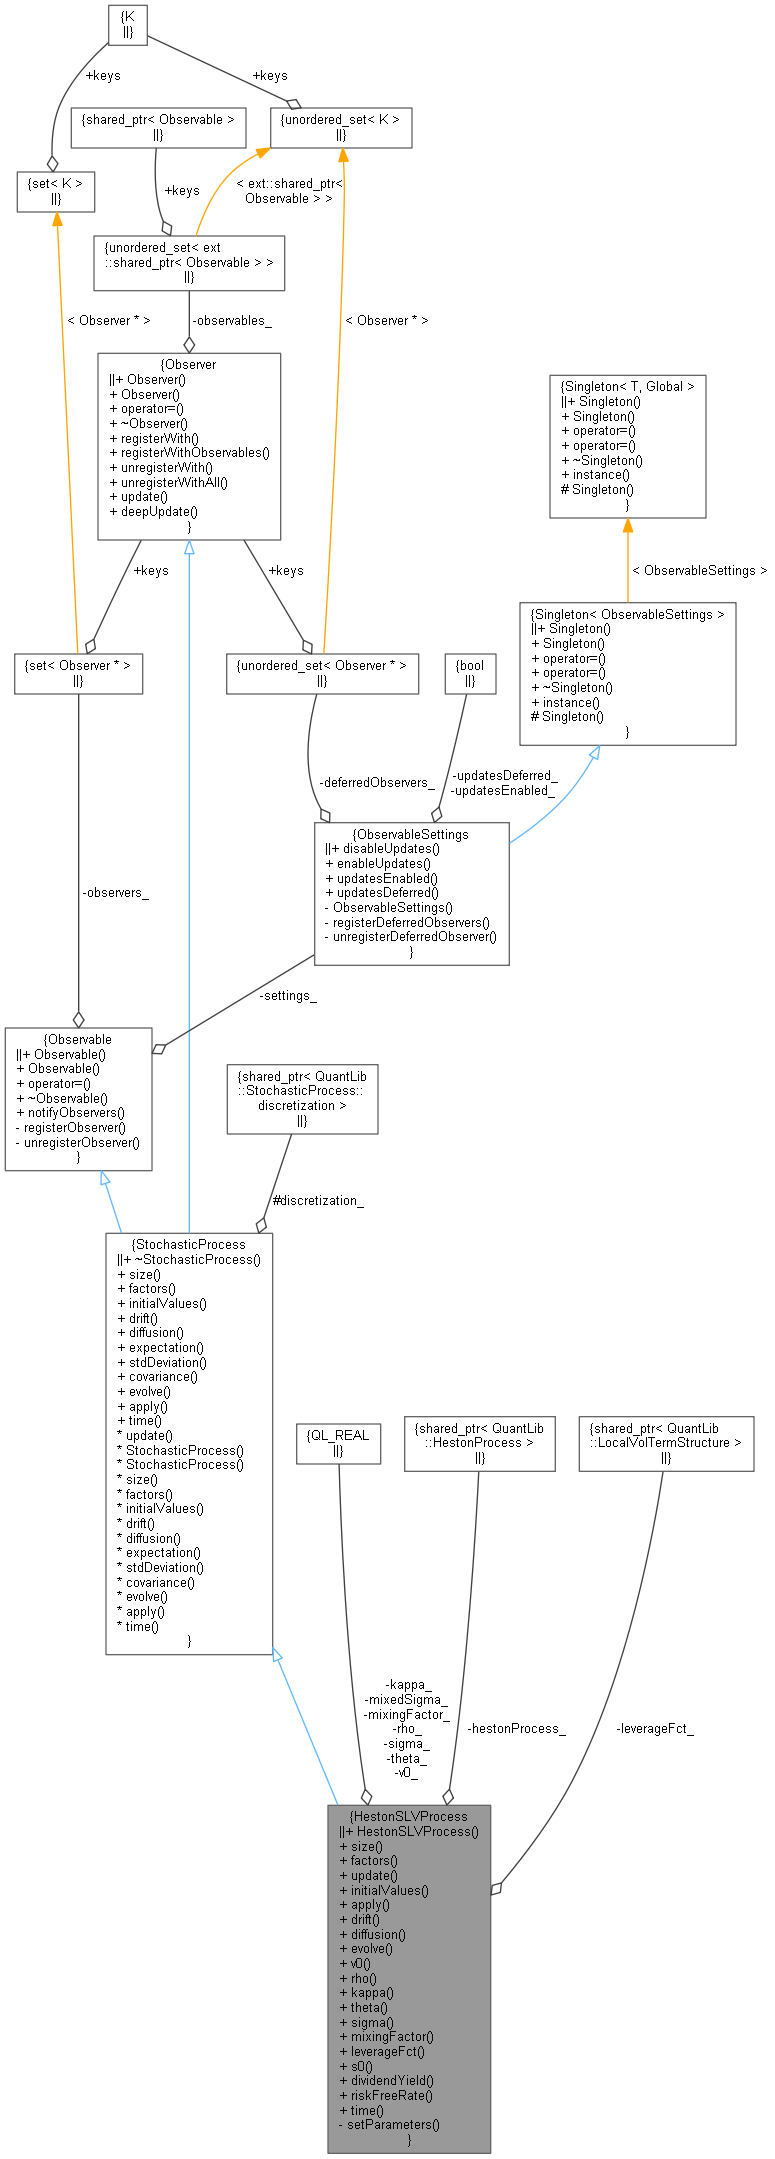 {K
||}
+keys
+keys
{shared_ptr< Observable >
||}
{unordered_set< K >
||}
{set< K >
||}
+keys
< ext::shared_ptr<
Observable > >
{unordered_set< ext
::shared_ptr< Observable > >
||}
< Observer * >
-observables_
< Observer * >
{Observer
||+ Observer()
+ Observer()
+ operator=()
+ ~Observer()
+ registerWith()
+ registerWithObservables()
+ unregisterWith()
+ unregisterWithAll()
+ update()
+ deepUpdate()
}
{Singleton< T, Global >
||+ Singleton()
+ Singleton()
+ operator=()
+ operator=()
+ ~Singleton()
+ instance()
# Singleton()
}
+keys
+keys
< ObservableSettings >
{set< Observer * >
||}
{unordered_set< Observer * >
||}
{bool
||}
{Singleton< ObservableSettings >
||+ Singleton()
+ Singleton()
+ operator=()
+ operator=()
+ ~Singleton()
+ instance()
# Singleton()
}
-deferredObservers_
-updatesDeferred_
-updatesEnabled_
{ObservableSettings
||+ disableUpdates()
+ enableUpdates()
+ updatesEnabled()
+ updatesDeferred()
- ObservableSettings()
- registerDeferredObservers()
- unregisterDeferredObserver()
}
-observers_
-settings_
{Observable
||+ Observable()
+ Observable()
+ operator=()
+ ~Observable()
+ notifyObservers()
- registerObserver()
- unregisterObserver()
}
{shared_ptr< QuantLib
::StochasticProcess::
discretization >
||}
#discretization_
{StochasticProcess
||+ ~StochasticProcess()
+ size()
+ factors()
+ initialValues()
+ drift()
+ diffusion()
+ expectation()
+ stdDeviation()
+ covariance()
+ evolve()
+ apply()
+ time()
* update()
* StochasticProcess()
* StochasticProcess()
* size()
* factors()
* initialValues()
* drift()
* diffusion()
* expectation()
* stdDeviation()
* covariance()
* evolve()
* apply()
* time()
}
{QL_REAL
||}
{shared_ptr< QuantLib
::HestonProcess >
||}
{shared_ptr< QuantLib
::LocalVolTermStructure >
||}
-kappa_
-mixedSigma_
-mixingFactor_
-rho_
-sigma_
-theta_
-v0_
-hestonProcess_
-leverageFct_
{HestonSLVProcess
||+ HestonSLVProcess()
+ size()
+ factors()
+ update()
+ initialValues()
+ apply()
+ drift()
+ diffusion()
+ evolve()
+ v0()
+ rho()
+ kappa()
+ theta()
+ sigma()
+ mixingFactor()
+ leverageFct()
+ s0()
+ dividendYield()
+ riskFreeRate()
+ time()
- setParameters()
}